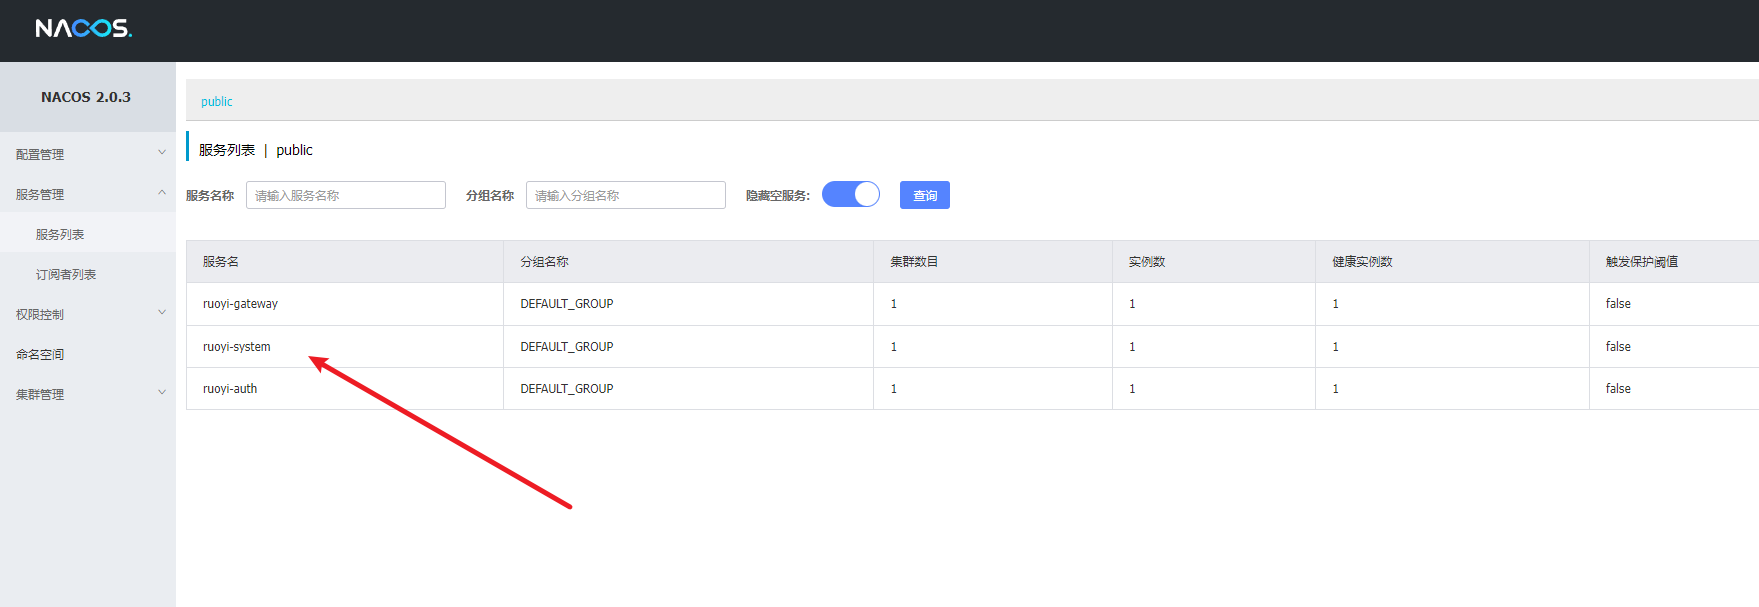 NACOS.
NACOS 2.0.3
配置管理
服务管理
服务列表
订阅者列表
权限控制
命名空间
集群管理
public
服务列表 | public
服务名称 请输入服务名称 分组名称 请输入分组名称 隐藏空服务: 查询
服务名 分组名称 集群数目 实例数 健康实例数 触发保护阈值
ruoyi-gateway DEFAULT_GROUP 1 1 1 false
ruoyi-system DEFAULT_GROUP 1 1 1 false
ruoyi-auth DEFAULT_GROUP 1 1 1 false